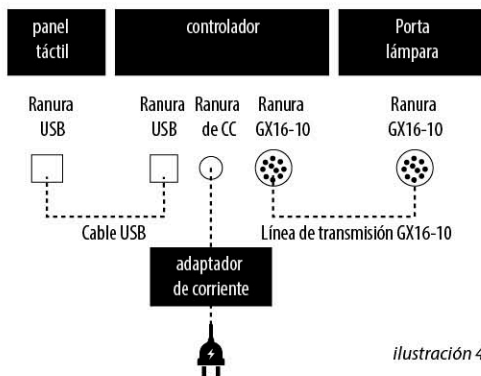 panel
táctil
controlador
Porta
lámpara
Ranura
USB
Ranura
USB
Ranura
de CC
Ranura
GX16-10
Ranura
GX16-10
Cable USB
Línea de transmisión GX16-10
adaptador
de corriente
ilustración 4